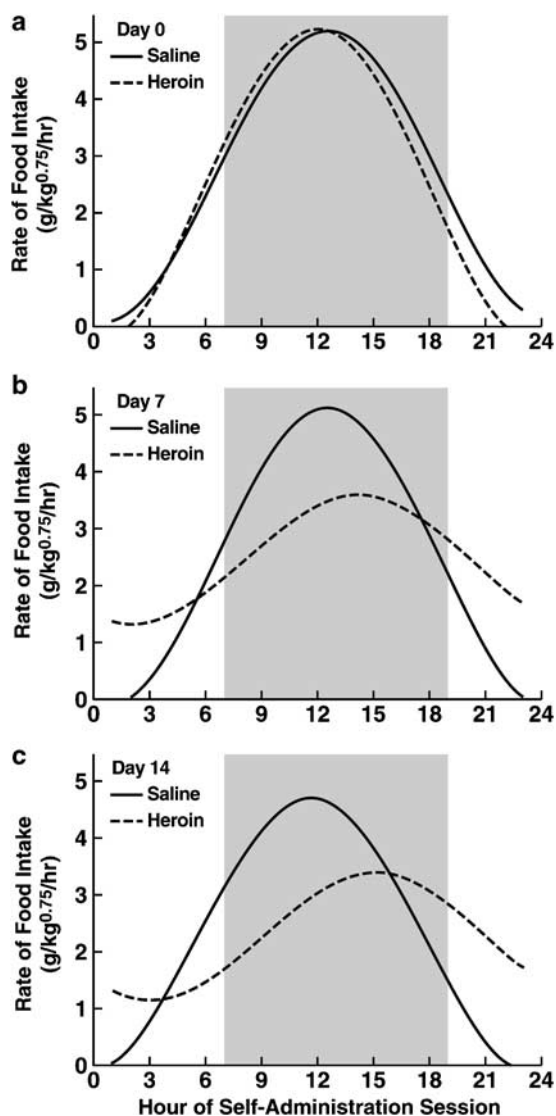 a
Day 0
Saline
Heroin
Rate of Food Intake
(g/kg0.75/hr)
5
4
3
2
1
0
0 3 6 9 12 15 18 21 24
b
Day 7
Saline
Heroin
Rate of Food Intake
(g/kg0.75/hr)
5
4
3
2
1
0
0 3 6 9 12 15 18 21 24
c
Day 14
Saline
Heroin
Rate of Food Intake
(g/kg0.75/hr)
5
4
3
2
1
0
0 3 6 9 12 15 18 21 24
Hour of Self-Administration Session